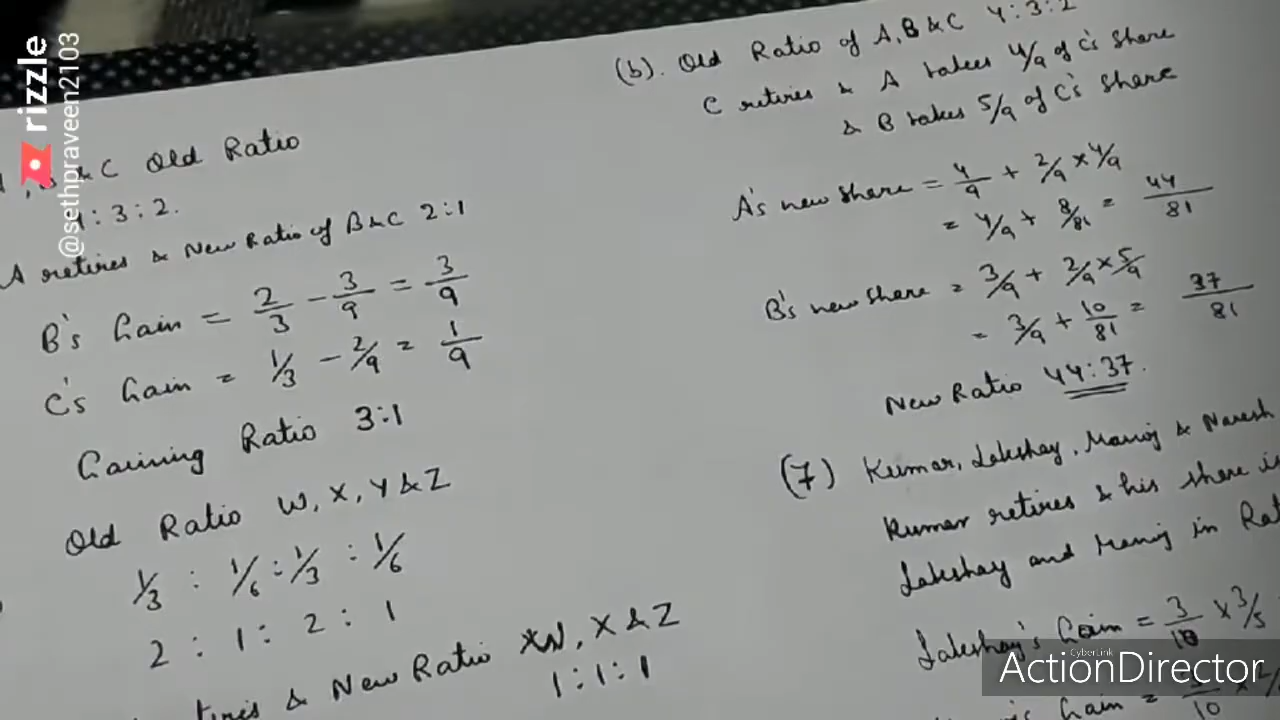 rizzle
@sethpraveen2103
& C Old Ratio
4:3:2.
A retires & New Ratio of B & C 2:1
B's Gain = 2/3 - 3/9 = 3/9
C's Gain = 1/3 - 2/9 = 1/9
Gaining Ratio 3:1
Old Ratio W, X, Y & Z
1/3 : 1/6 : 1/3 : 1/6
2 : 1 : 2 : 1
& New Ratio W, X & Z
1:1:1
(b). Old Ratio of A, B & C 4:3:2
C retires & A takes 4/9 of C's Share
& B takes 5/9 of C's Share
A's new share = 4/9 + 2/9 x 4/9
= 4/9 + 8/81 = 44/81
B's new share = 3/9 + 2/9 x 5/9
= 3/9 + 10/81 = 37/81
New Ratio 44:37.
(7) Kumar, Lakshay, Manoj & Naresh
Kumar retires & his share is
Lakshay and Manoj in
Lakshay's Gain = 3/10 x 3/5
Gain = 3/10 x
CyberLink
ActionDirector